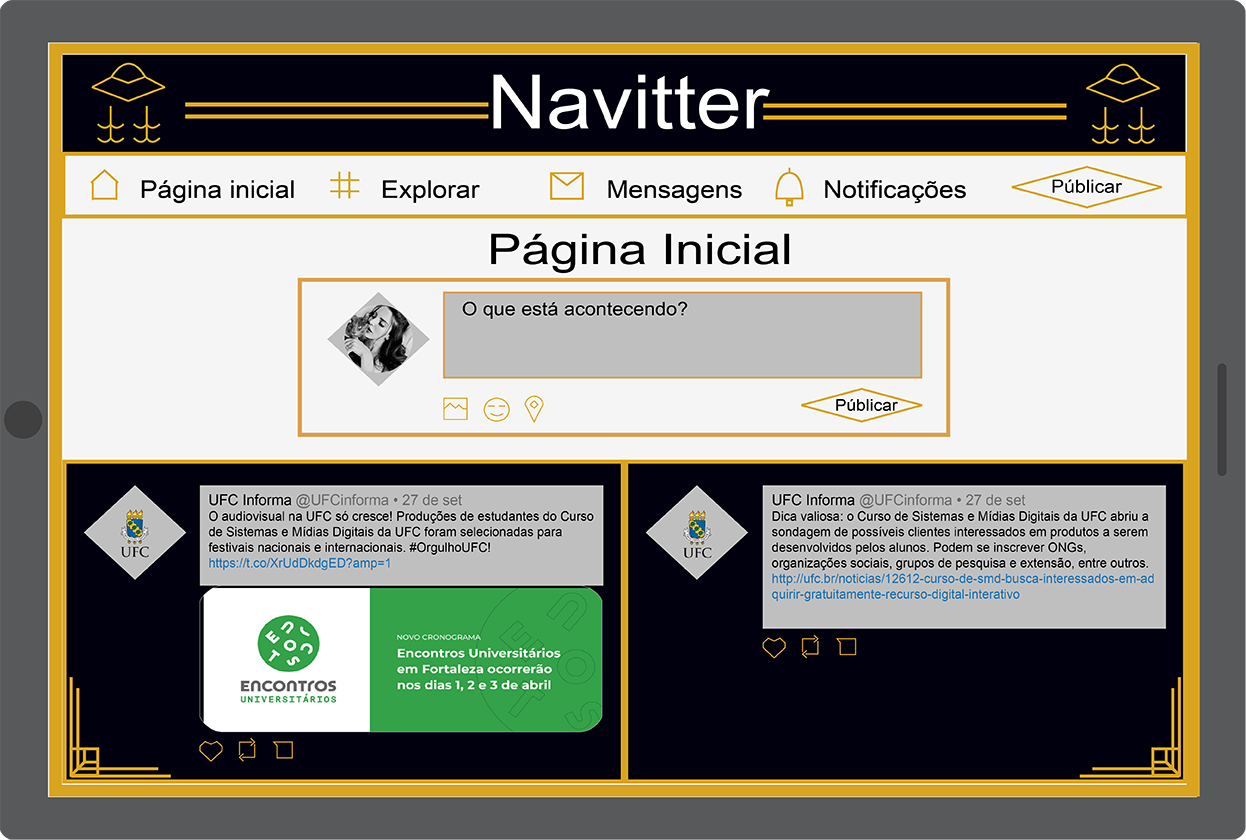 Navitter
Página inicial
Explorar
Mensagens
Notificações
Públicar
Página Inicial
O que está acontecendo?
Públicar
UFC Informa @UFCinforma • 27 de set
O audiovisual na UFC só cresce! Produções de estudantes do Curso
de Sistemas e Mídias Digitais da UFC foram selecionadas para
festivais nacionais e internacionais. #OrgulhoUFC!
https://t.co/XrUdDkdgED?amp=1
UFC
ENCONTROS
UNIVERSITÁRIOS
NOVO CRONOGRAMA
Encontros Universitários
em Fortaleza ocorrerão
nos dias 1, 2 e 3 de abril
UFC Informa @UFCinforma • 27 de set
Dica valiosa: o Curso de Sistemas e Mídias Digitais da UFC abriu a
sondagem de possíveis clientes interessados em produtos a serem
desenvolvidos pelos alunos. Podem se inscrever ONGs,
organizações sociais, grupos de pesquisa e extensão, entre outros.
http://ufc.br/noticias/12612-curso-de-smd-busca-interessados-em-ad
quirir-gratuitamente-recurso-digital-interativo
UFC